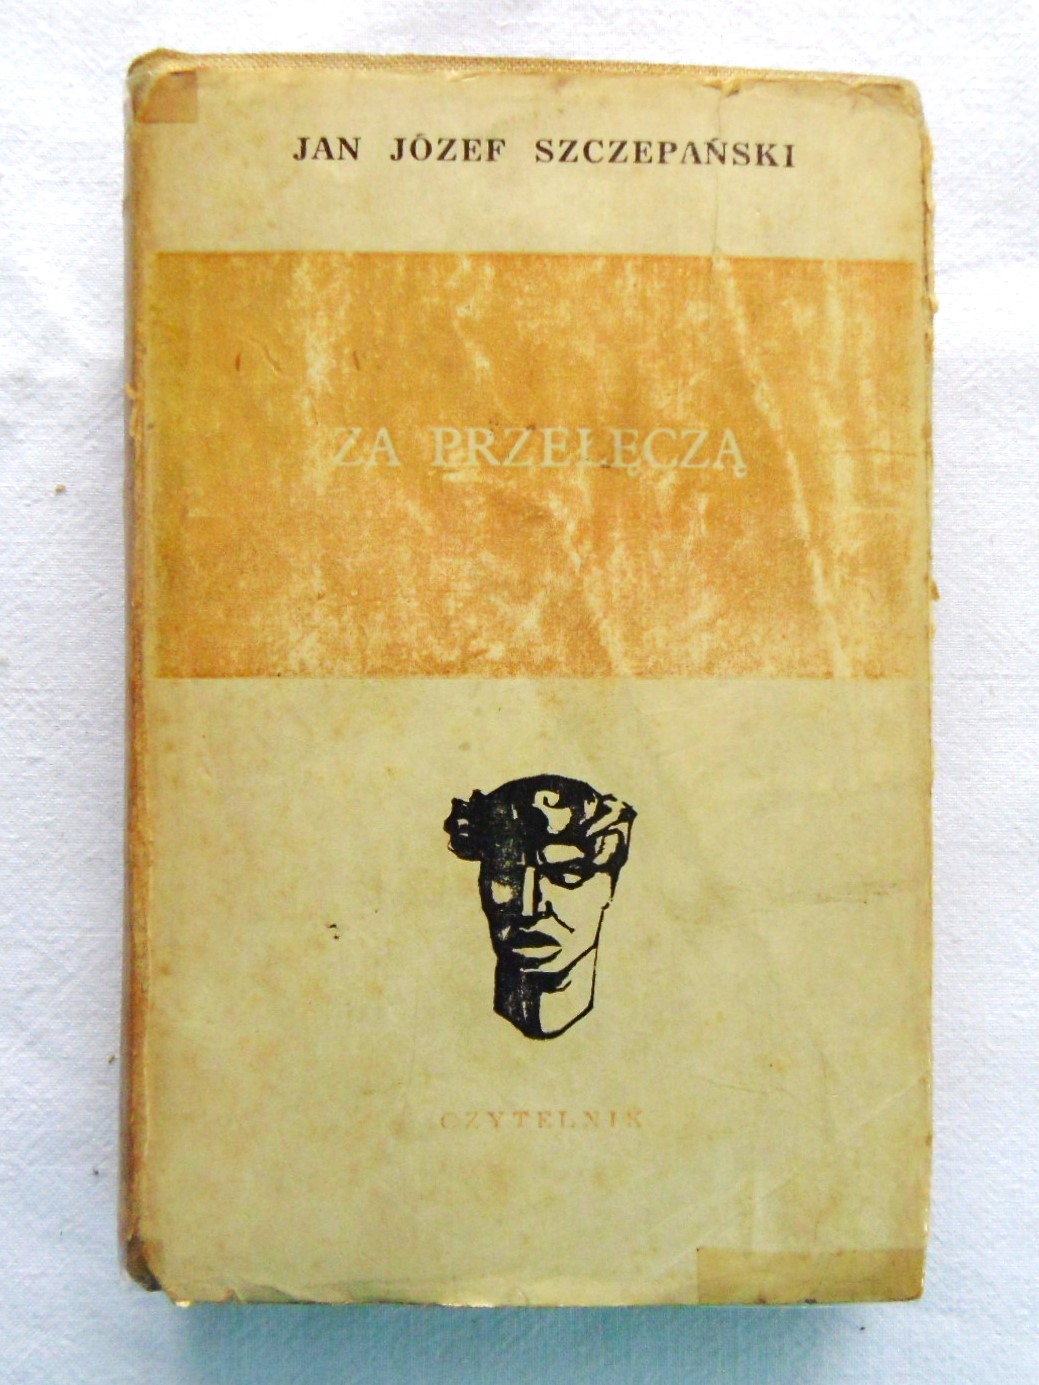 JAN JÓZEF SZCZEPAŃSKI
ZA PRZEŁĘCZĄ
CZYTELNIK